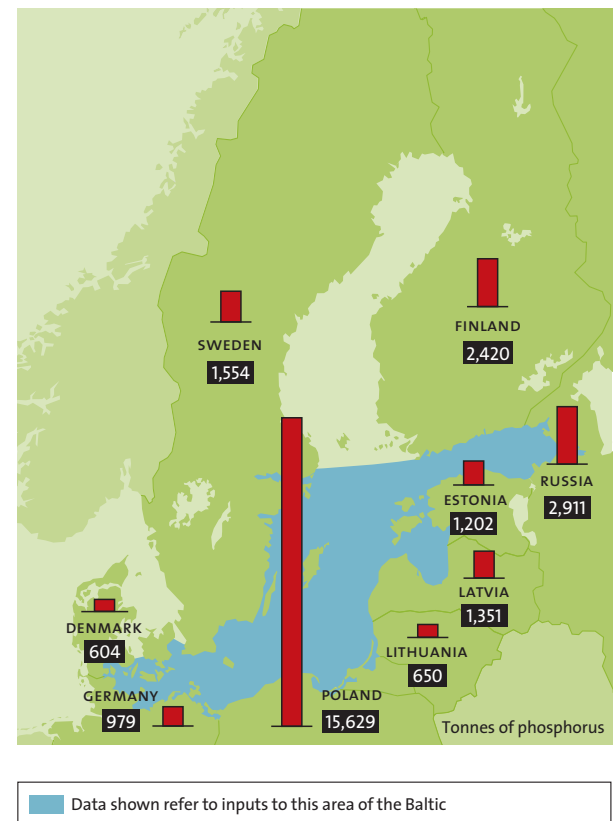 FINLAND
2,420
SWEDEN
1,554
RUSSIA
2,911
ESTONIA
1,202
LATVIA
1,351
DENMARK
604
LITHUANIA
650
GERMANY
979
POLAND
15,629
Tonnes of phosphorus
Data shown refer to inputs to this area of the Baltic